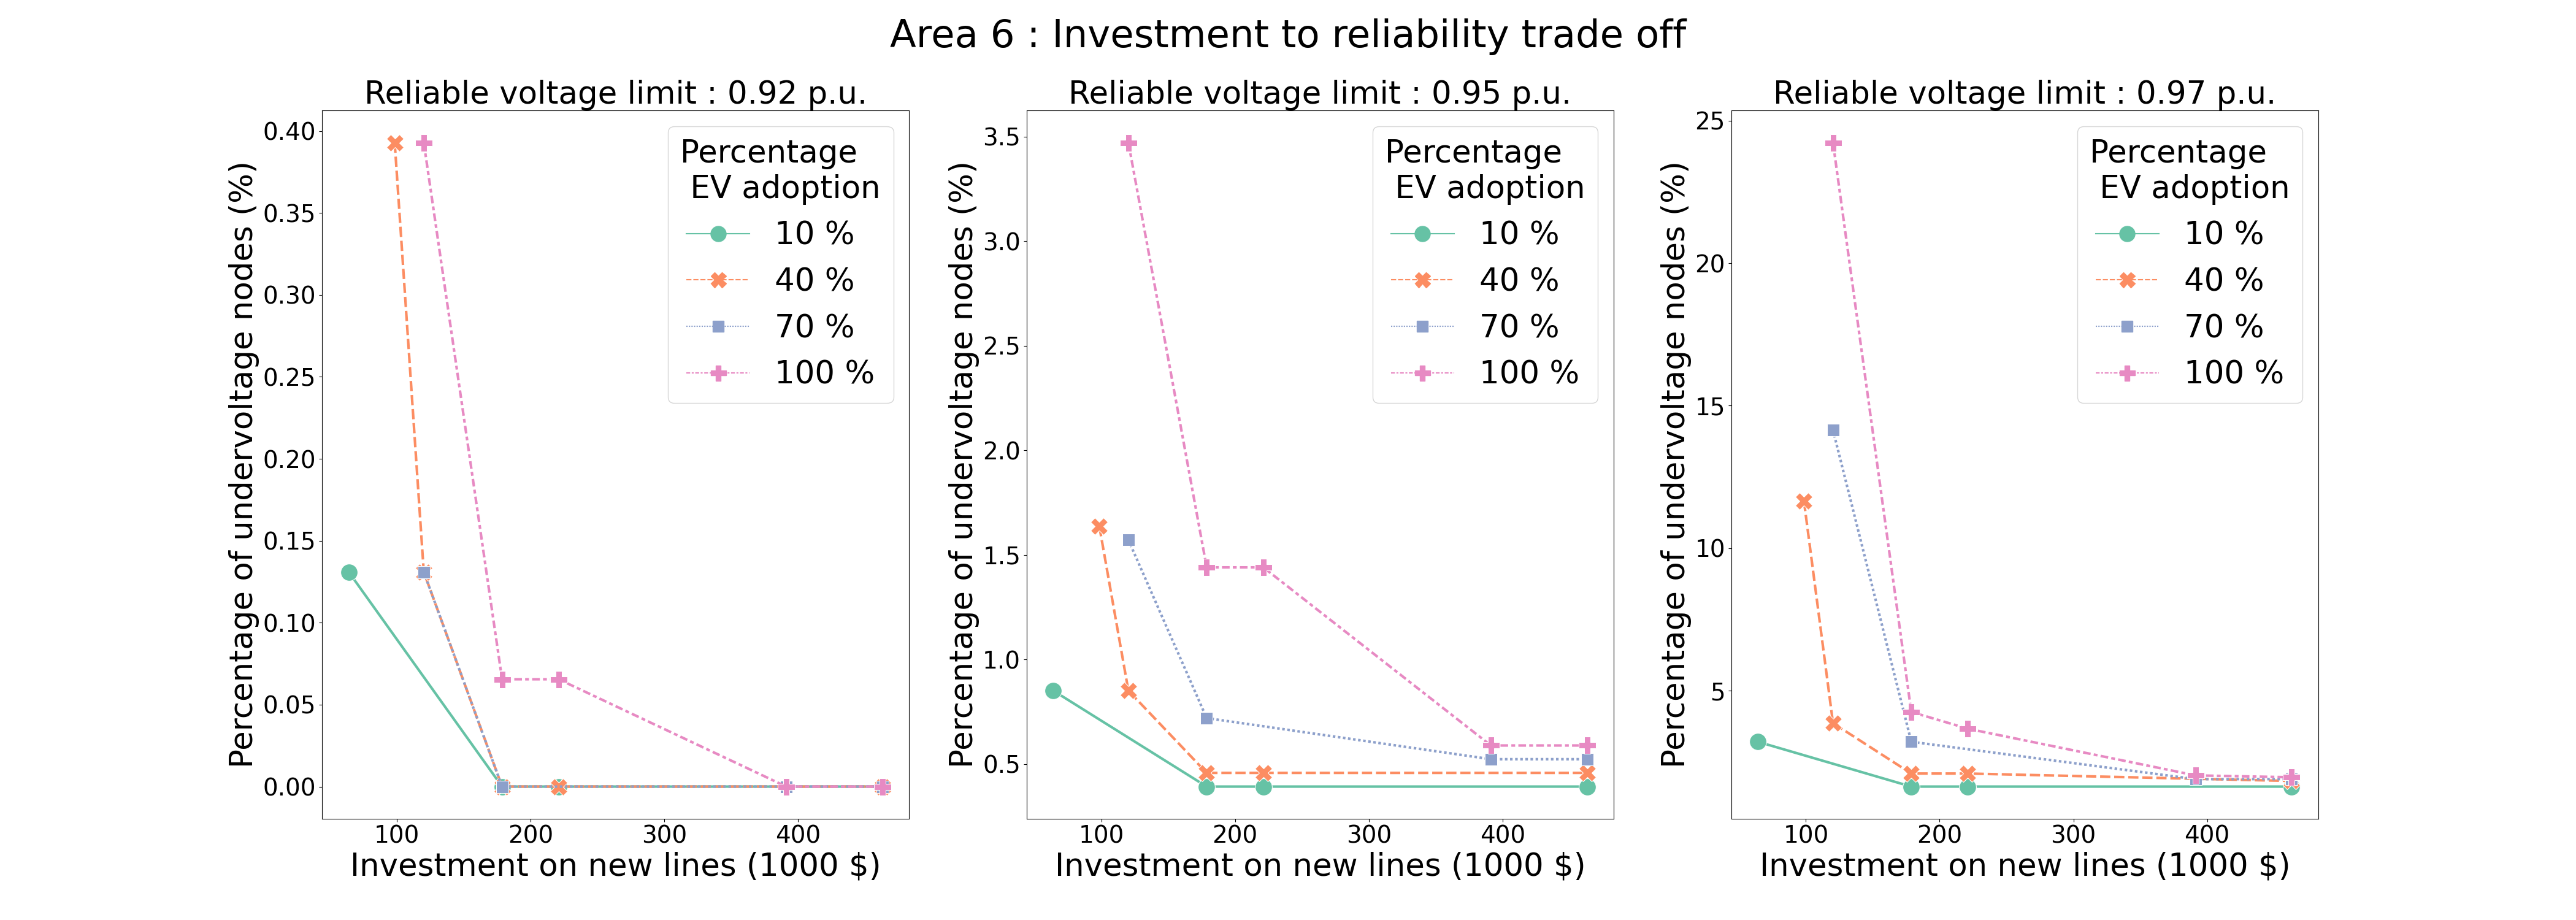 Area 6 : Investment to reliability trade off
Reliable voltage limit : 0.92 p.u.
Percentage of undervoltage nodes (%)
0.40
0.35
0.30
0.25
0.20
0.15
0.10
0.05
0.00
Percentage
EV adoption
10 %
40 %
70 %
100 %
100
200
300
400
Investment on new lines (1000 $)
Reliable voltage limit : 0.95 p.u.
Percentage of undervoltage nodes (%)
3.5
3.0
2.5
2.0
1.5
1.0
0.5
Percentage
EV adoption
10 %
40 %
70 %
100 %
100
200
300
400
Investment on new lines (1000 $)
Reliable voltage limit : 0.97 p.u.
Percentage of undervoltage nodes (%)
25
20
15
10
5
Percentage
EV adoption
10 %
40 %
70 %
100 %
100
200
300
400
Investment on new lines (1000 $)